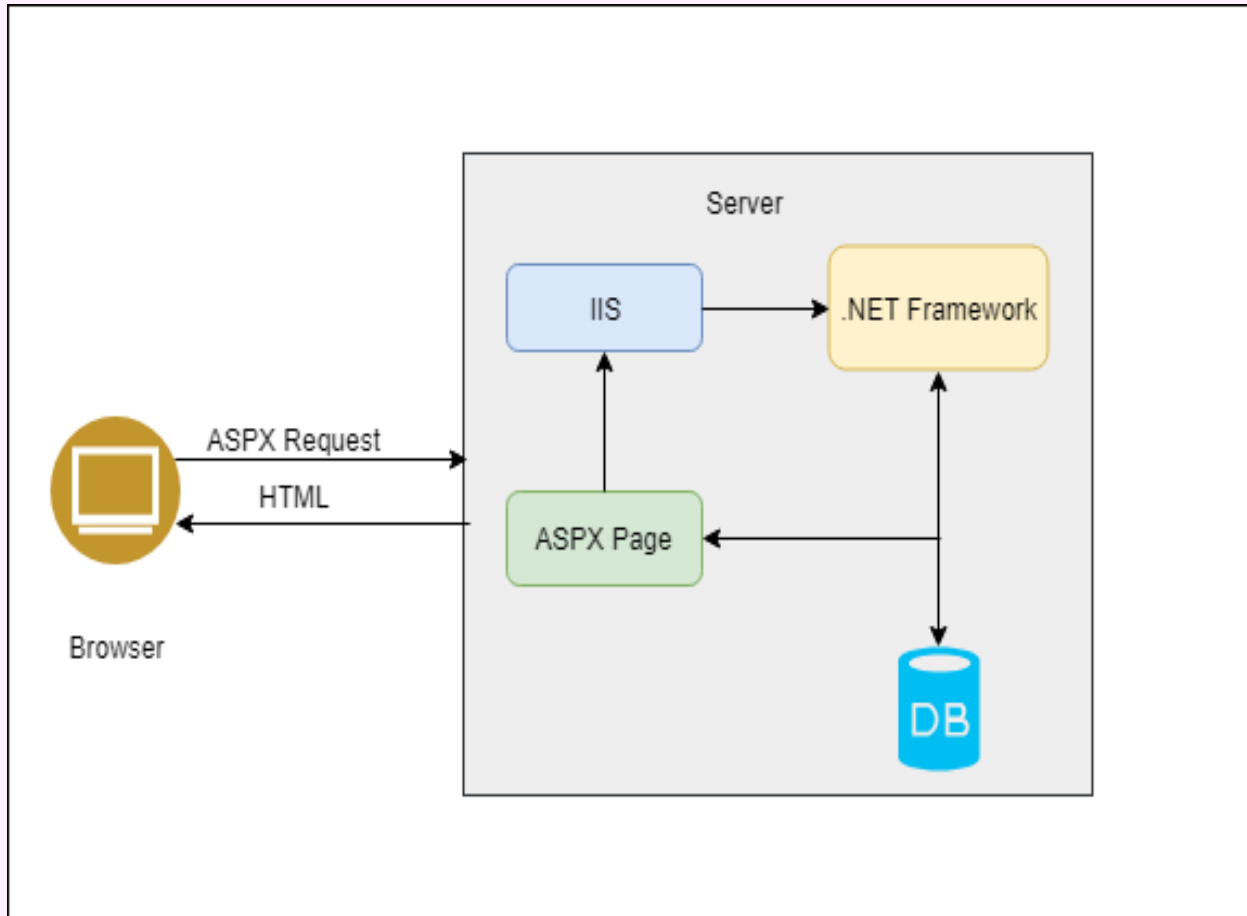 Server
IIS
.NET Framework
ASPX Request
HTML
ASPX Page
Browser
DB